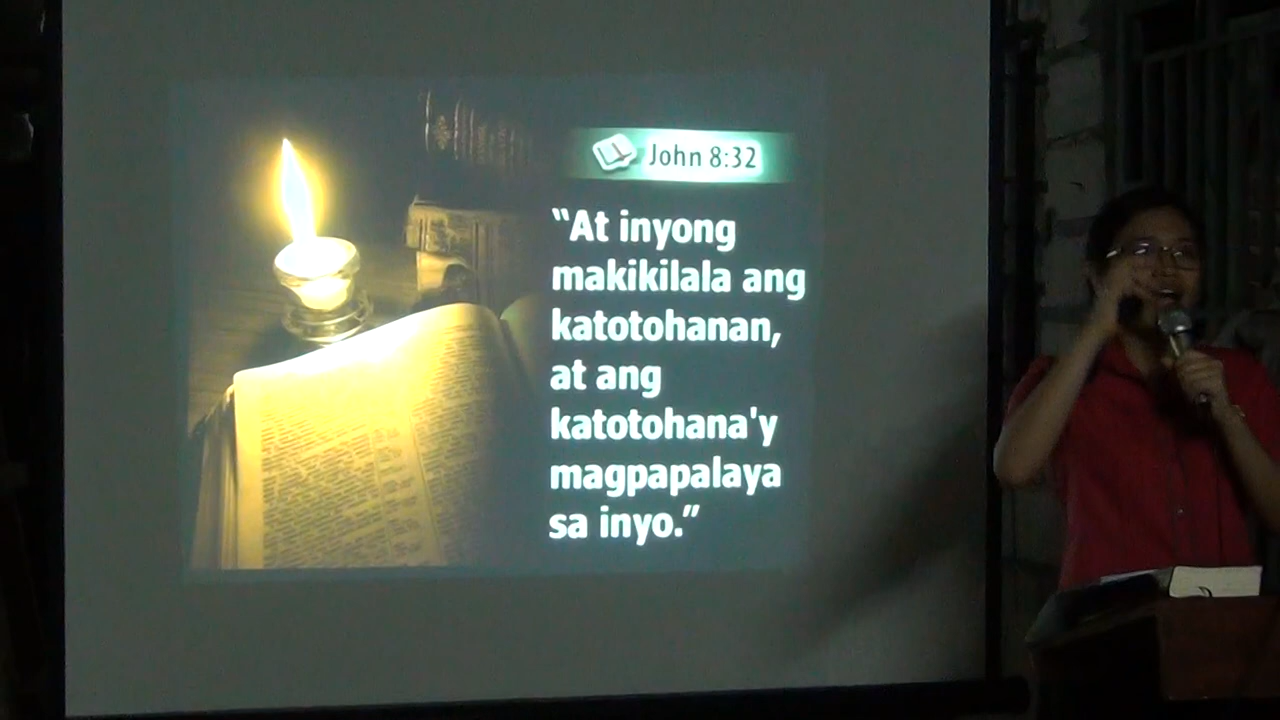 John 8:32
“At inyong
makikilala ang
katotohanan,
at ang
katotohana'y
magpapalaya
sa inyo.”